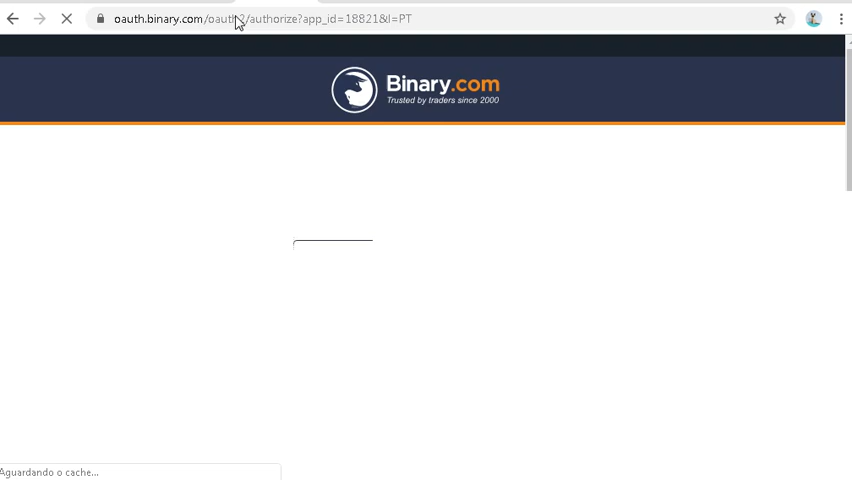 oauth.binary.com/oauth2/authorize?app_id=18821&l=PT
Binary.com
Trusted by traders since 2000
Aguardando o cache...